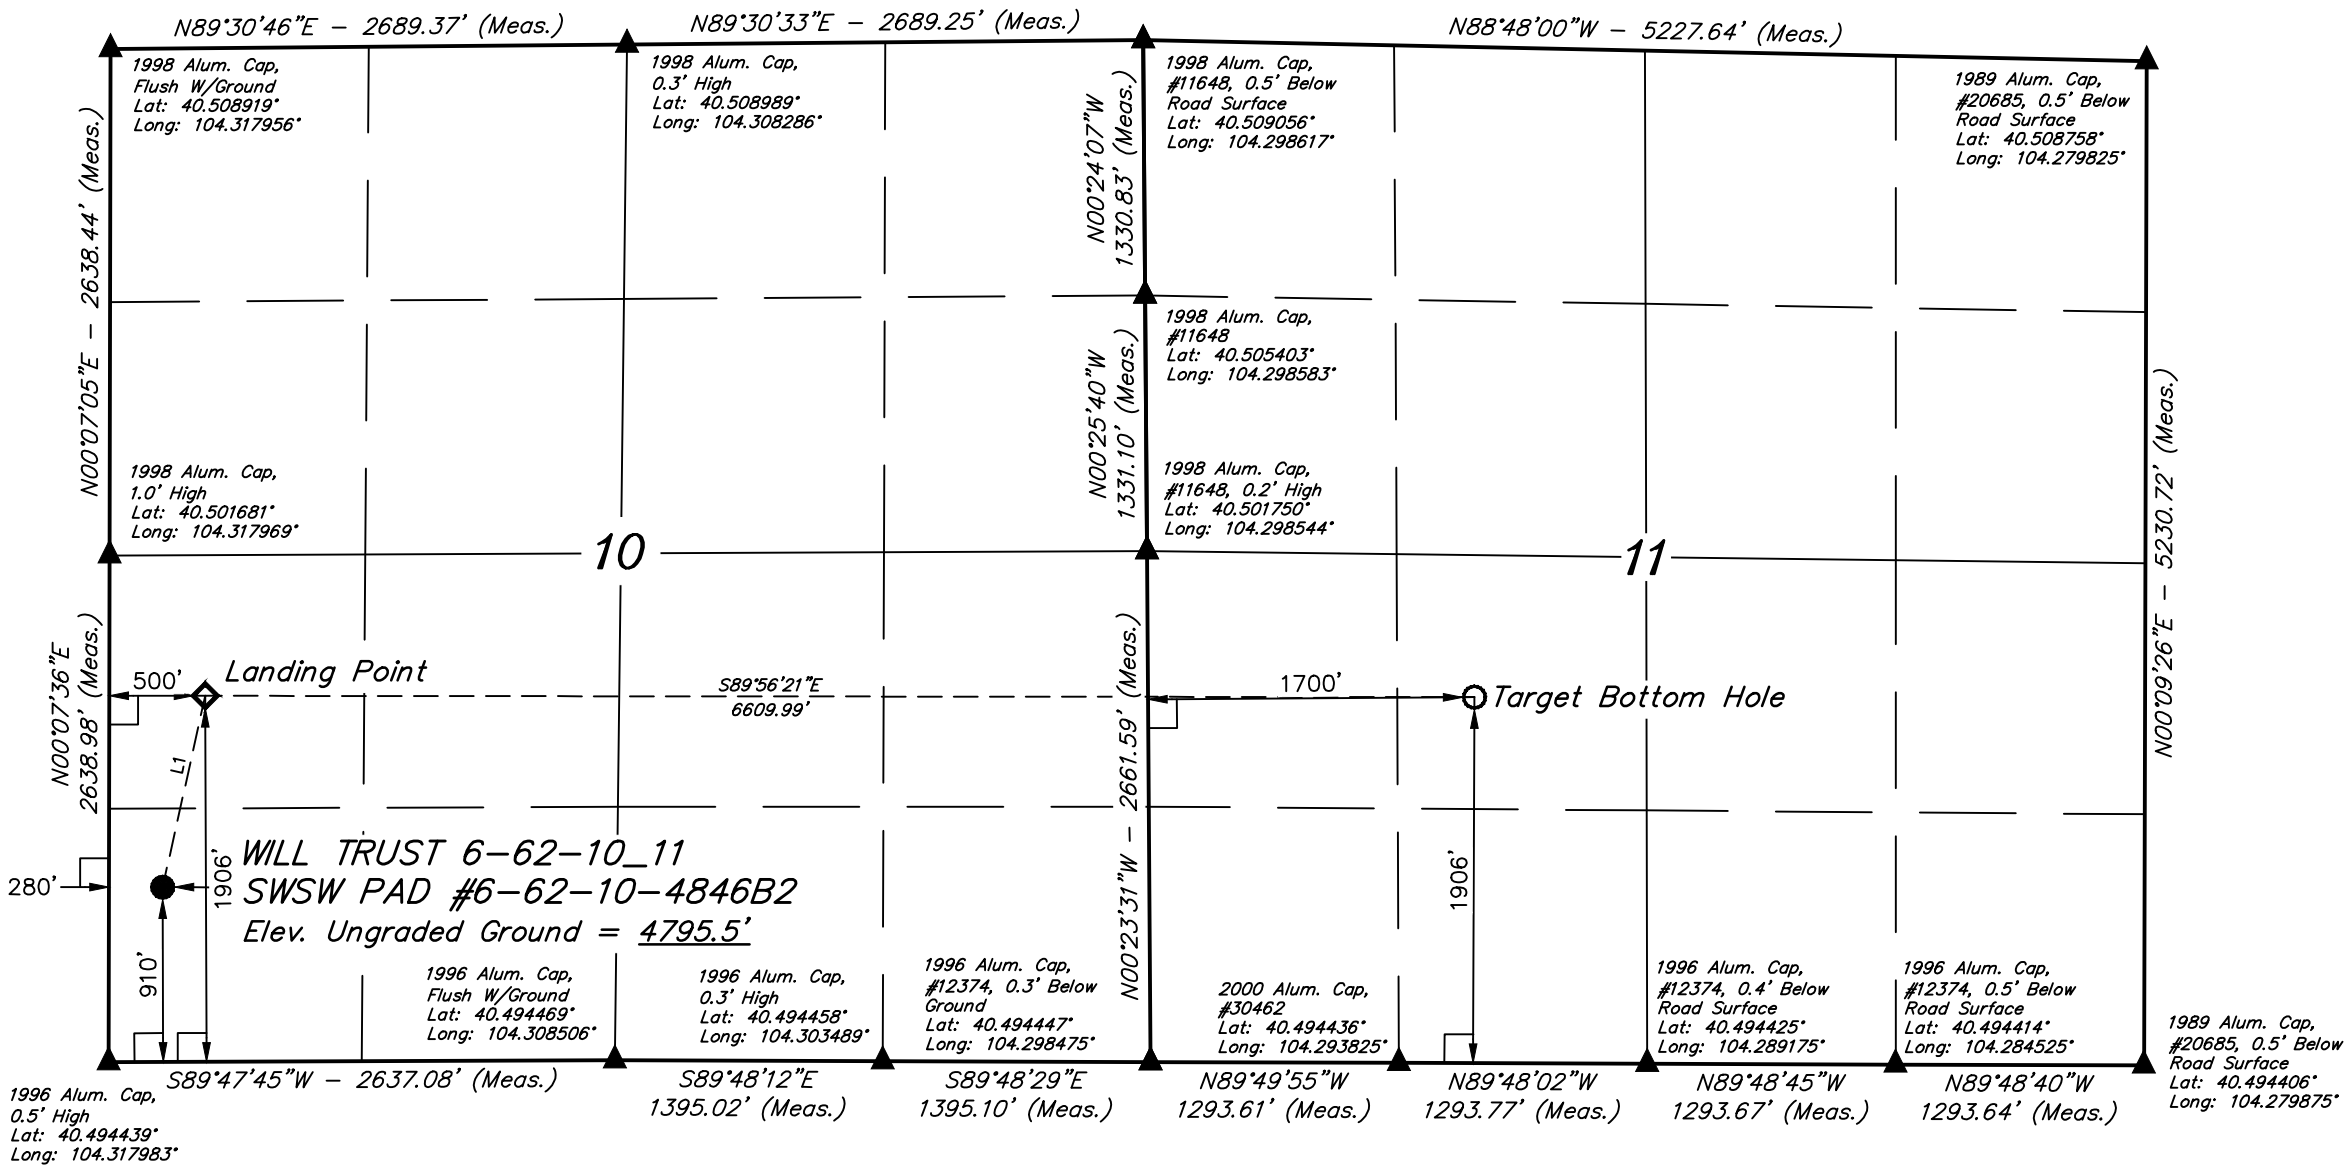 N89°30'46"E - 2689.37' (Meas.)
N89°30'33"E - 2689.25' (Meas.)
N88°48'00"W - 5227.64' (Meas.)
1998 Alum. Cap,
Flush W/Ground
Lat: 40.508919°
Long: 104.317956°
1998 Alum. Cap,
0.3' High
Lat: 40.508989°
Long: 104.308286°
1998 Alum. Cap,
#11648, 0.5' Below
Road Surface
Lat: 40.509056°
Long: 104.298617°
1989 Alum. Cap,
#20685, 0.5' Below
Road Surface
Lat: 40.508758°
Long: 104.279825°
N00°07'05"E - 2638.44' (Meas.)
N00°24'07"W
1330.83' (Meas.)
1998 Alum. Cap,
#11648
Lat: 40.505403°
Long: 104.298583°
N00°25'40"W
1331.10' (Meas.)
1998 Alum. Cap,
1.0' High
Lat: 40.501681°
Long: 104.317969°
1998 Alum. Cap,
#11648, 0.2' High
Lat: 40.501750°
Long: 104.298544°
10
11
N00°09'26"E - 5230.72' (Meas.)
N00°07'36"E
2638.98' (Meas.)
500'
Landing Point
S89°56'21"E
6609.99'
N00°23'31"W - 2661.59' (Meas.)
1700'
Target Bottom Hole
L1
1906'
1906'
280'
910'
WILL TRUST 6-62-10_11
SWSW PAD #6-62-10-4846B2
Elev. Ungraded Ground = 4795.5'
1996 Alum. Cap,
Flush W/Ground
Lat: 40.494469°
Long: 104.308506°
1996 Alum. Cap,
0.3' High
Lat: 40.494458°
Long: 104.303489°
1996 Alum. Cap,
#12374, 0.3' Below
Ground
Lat: 40.494447°
Long: 104.298475°
2000 Alum. Cap,
#30462
Lat: 40.494436°
Long: 104.293825°
1996 Alum. Cap,
#12374, 0.4' Below
Road Surface
Lat: 40.494425°
Long: 104.289175°
1996 Alum. Cap,
#12374, 0.5' Below
Road Surface
Lat: 40.494414°
Long: 104.284525°
1989 Alum. Cap,
#20685, 0.5' Below
Road Surface
Lat: 40.494406°
Long: 104.279875°
1996 Alum. Cap,
0.5' High
Lat: 40.494439°
Long: 104.317983°
S89°47'45"W - 2637.08' (Meas.)
S89°48'12"E
1395.02' (Meas.)
S89°48'29"E
1395.10' (Meas.)
N89°49'55"W
1293.61' (Meas.)
N89°48'02"W
1293.77' (Meas.)
N89°48'45"W
1293.67' (Meas.)
N89°48'40"W
1293.64' (Meas.)